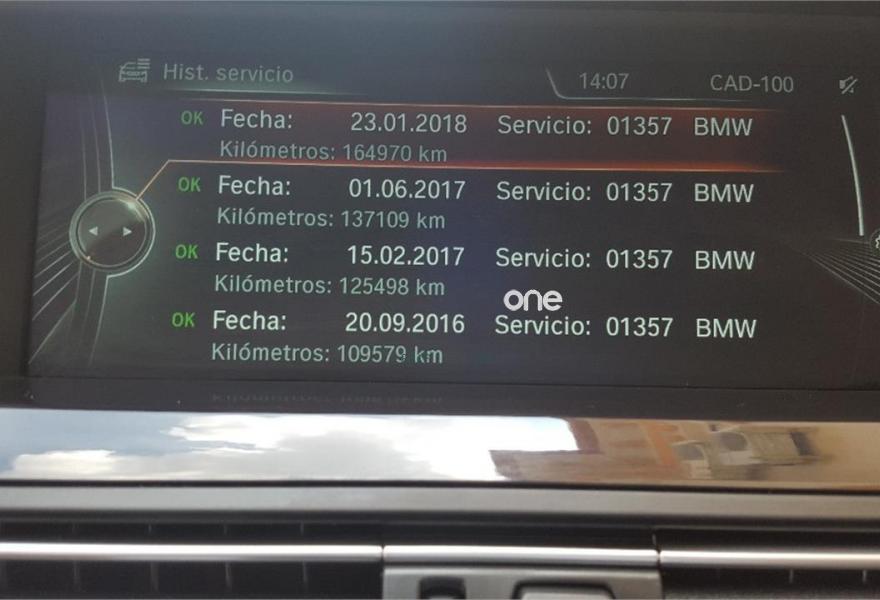 Hist. servicio 14:07 CAD-100
OK Fecha: 23.01.2018 Servicio: 01357 BMW
Kilómetros: 164970 km
OK Fecha: 01.06.2017 Servicio: 01357 BMW
Kilómetros: 137109 km
OK Fecha: 15.02.2017 Servicio: 01357 BMW
Kilómetros: 125498 km
one
OK Fecha: 20.09.2016 Servicio: 01357 BMW
Kilómetros: 109579 km